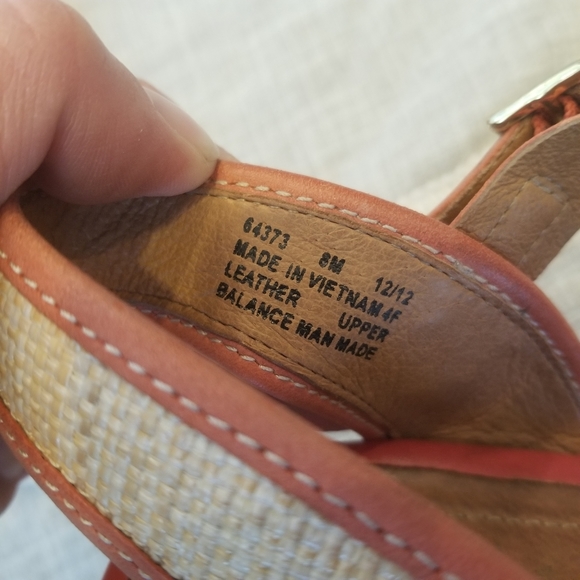 64373 8M 12/12
MADE IN VIETNAM 4F
LEATHER UPPER
BALANCE MAN MADE